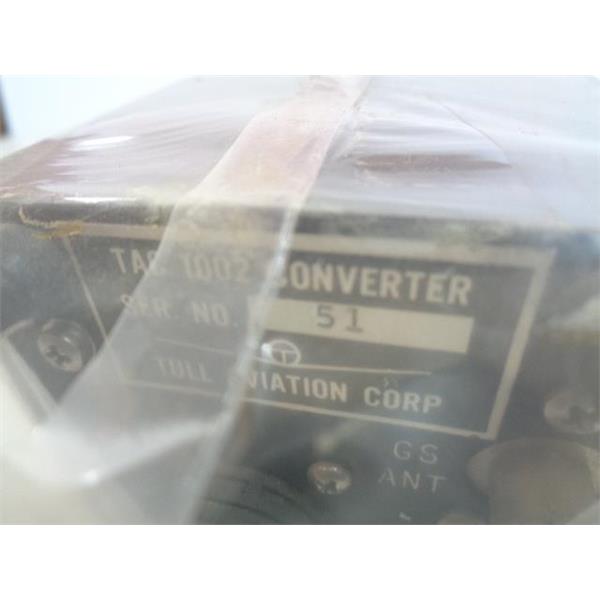 TAC 1002 CONVERTER
SER. NO. 51
T
TULL AVIATION CORP
GS
ANT